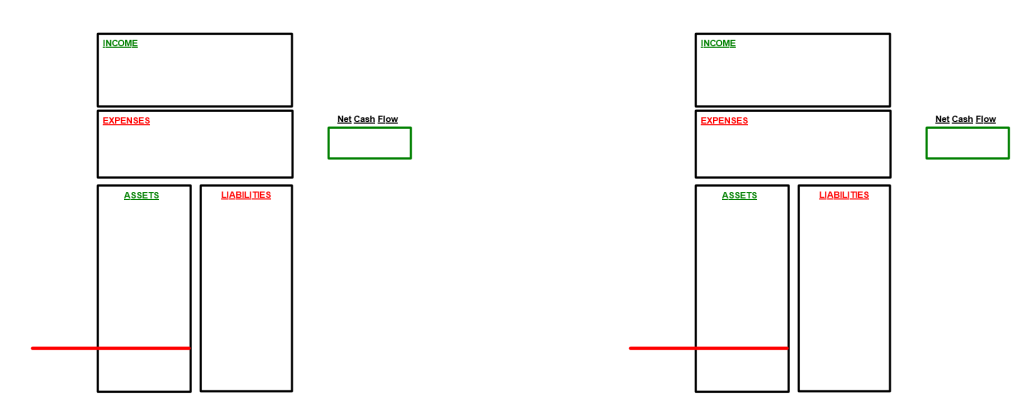 INCOME
EXPENSES
Net Cash Flow
ASSETS
LIABILITIES
INCOME
EXPENSES
Net Cash Flow
ASSETS
LIABILITIES